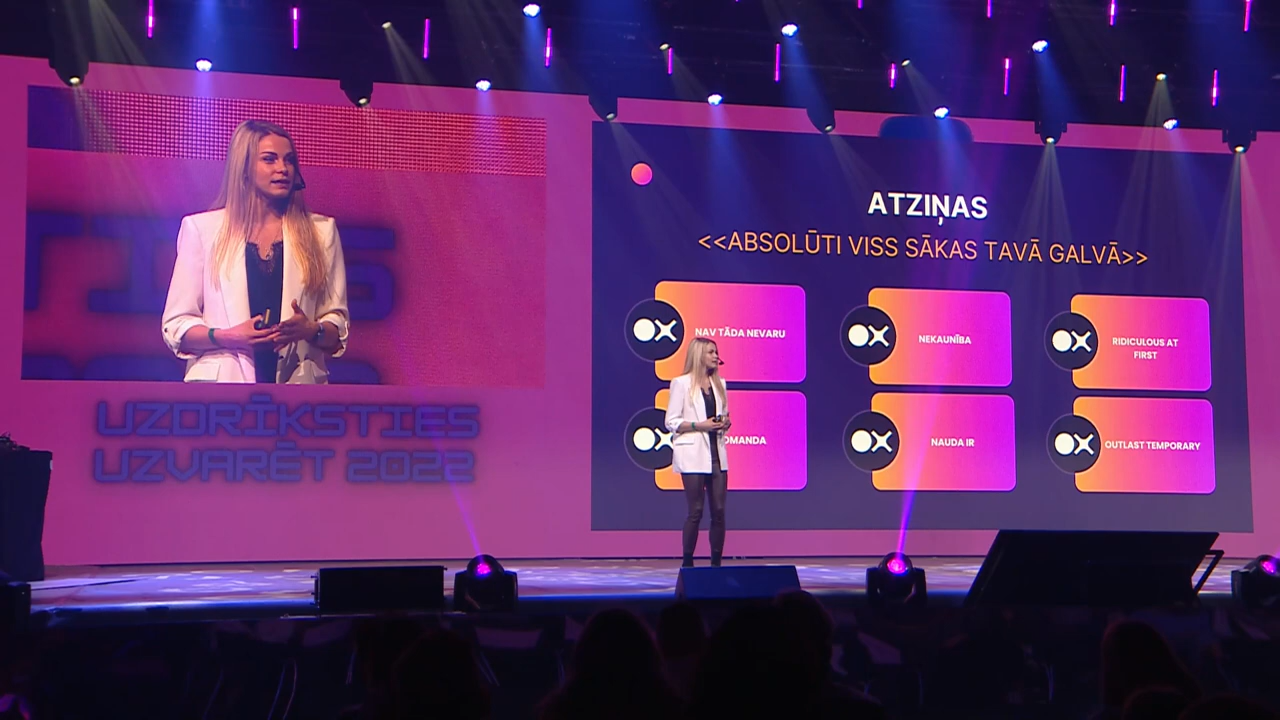 UZDRĪKSTIES
UZVARĒT 2022
ATZIŅAS
<<ABSOLŪTI VISS SĀKAS TAVĀ GALVĀ>>
NAV TĀDA NEVARU
NEKAUNĪBA
RIDICULOUS AT
FIRST
NAUDA IR
OUTLAST TEMPORARY